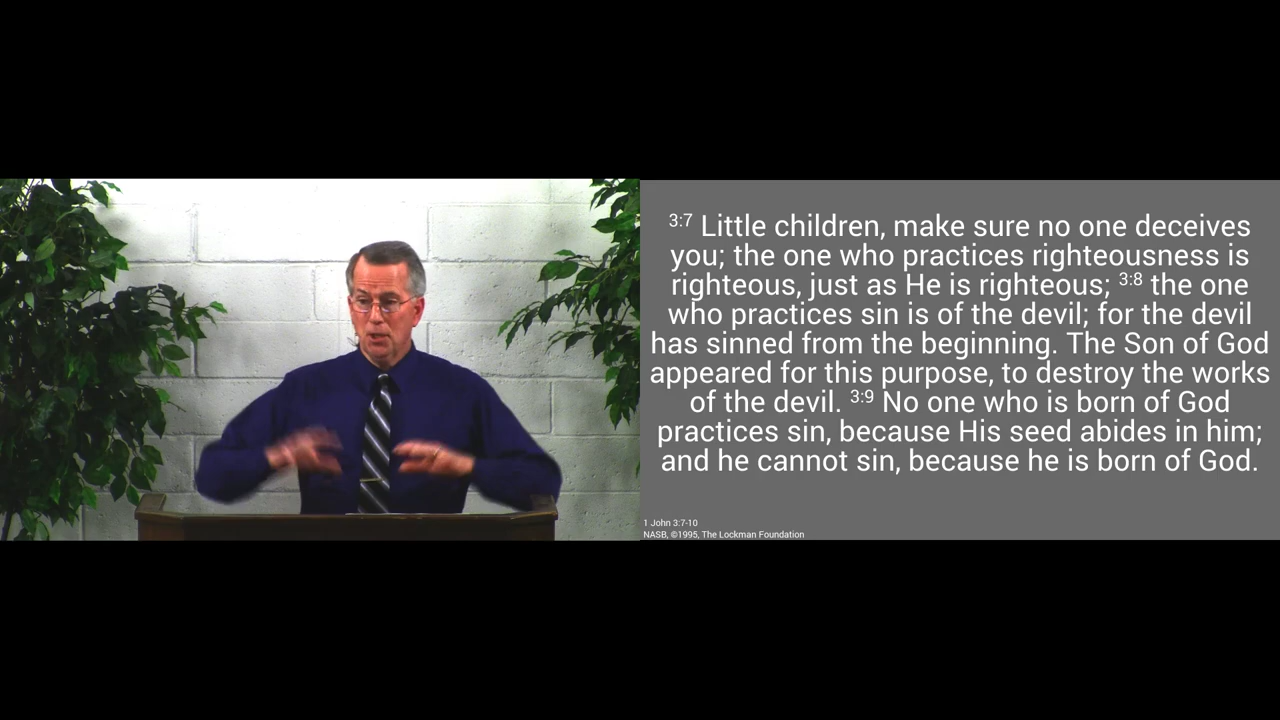 3:7 Little children, make sure no one deceives
you; the one who practices righteousness is
righteous, just as He is righteous; 3:8 the one
who practices sin is of the devil; for the devil
has sinned from the beginning. The Son of God
appeared for this purpose, to destroy the works
of the devil. 3:9 No one who is born of God
practices sin, because His seed abides in him;
and he cannot sin, because he is born of God.
1 John 3:7-10
NASB, ©1995, The Lockman Foundation